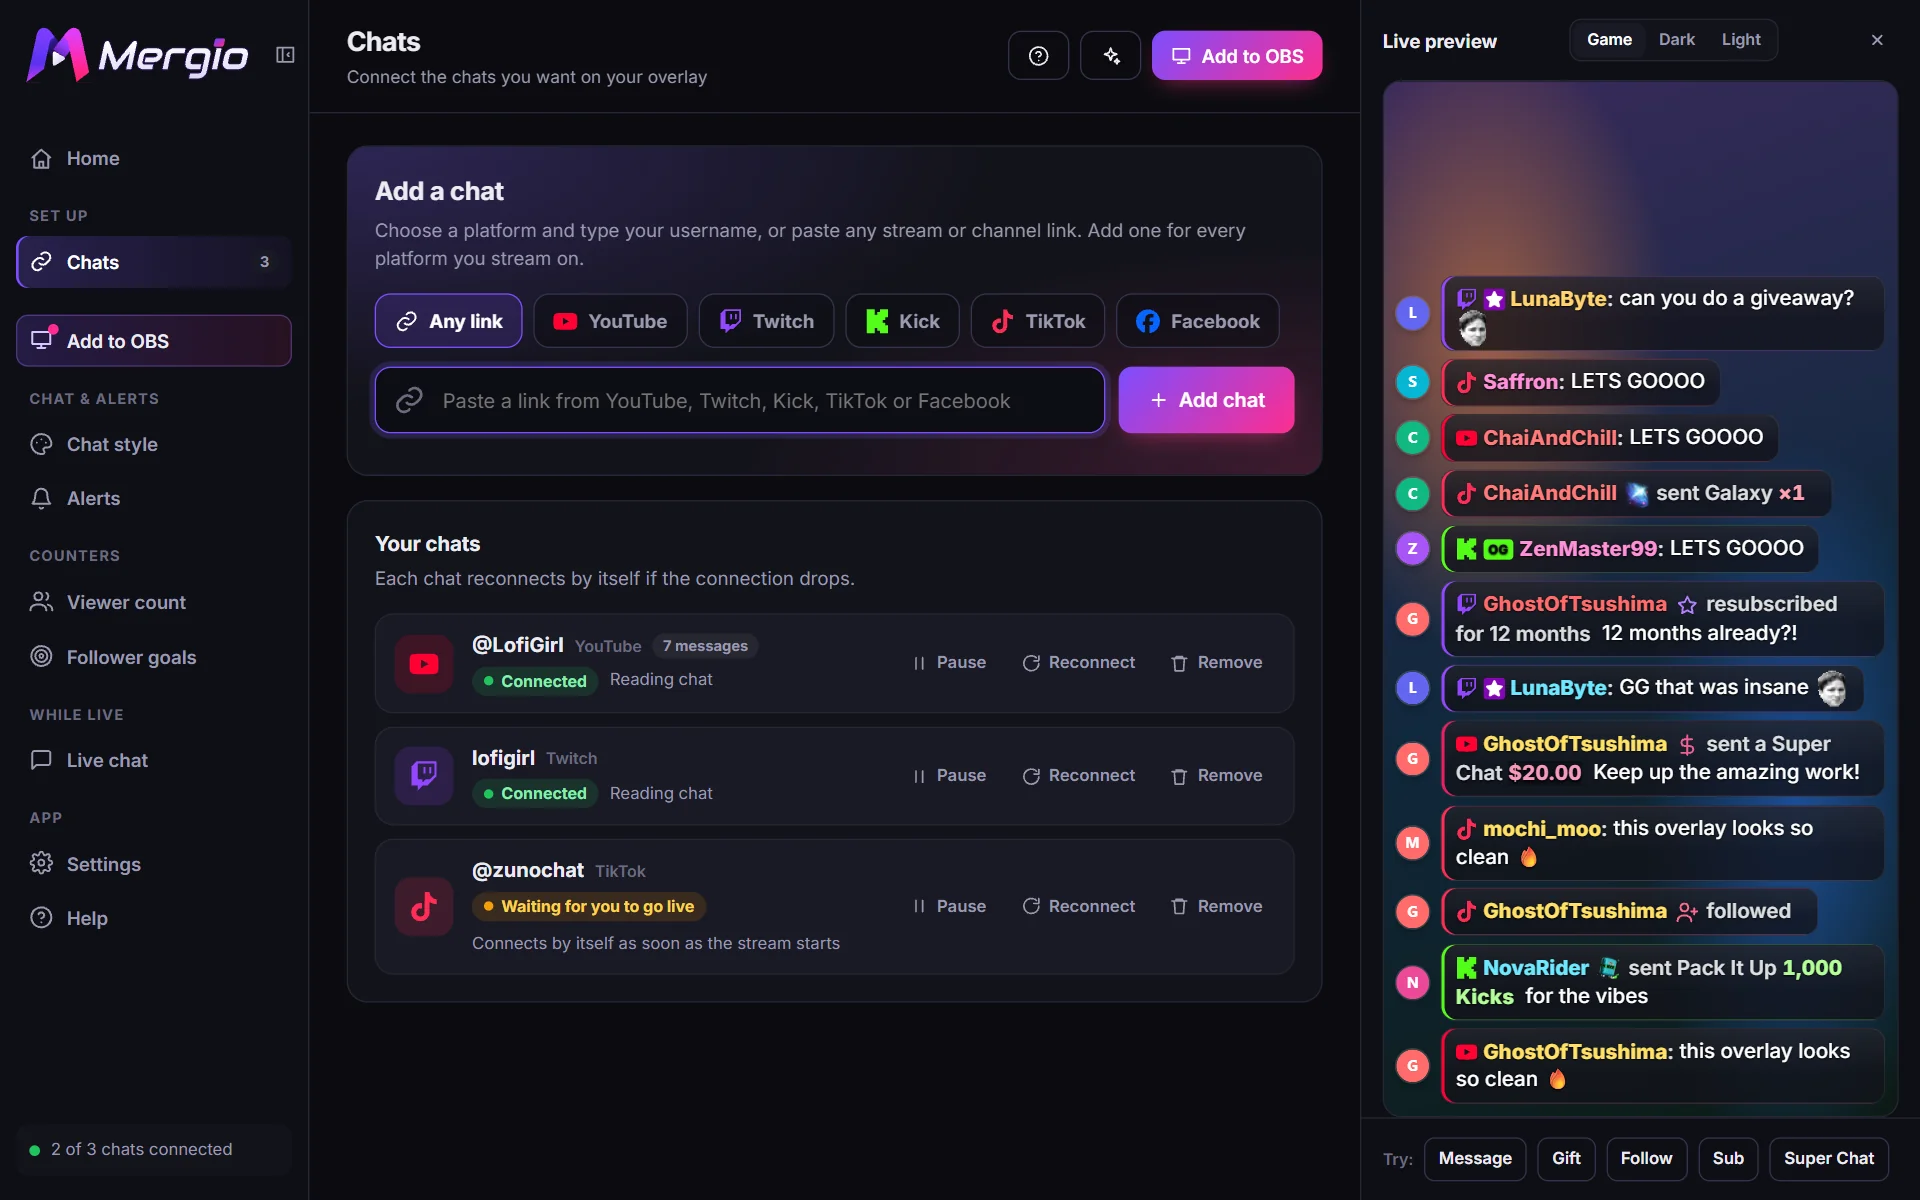 Mergio
Home
SET UP
Chats 3
Add to OBS
CHAT & ALERTS
Chat style
Alerts
COUNTERS
Viewer count
Follower goals
WHILE LIVE
Live chat
APP
Settings
Help
2 of 3 chats connected
Chats
Connect the chats you want on your overlay
Add to OBS
Add a chat
Choose a platform and type your username, or paste any stream or channel link. Add one for every
platform you stream on.
Any link YouTube Twitch Kick TikTok Facebook
Paste a link from YouTube, Twitch, Kick, TikTok or Facebook
Add chat
Your chats
Each chat reconnects by itself if the connection drops.
@LofiGirl YouTube 7 messages
Connected Reading chat
Pause Reconnect Remove
lofigirl Twitch
Connected Reading chat
Pause Reconnect Remove
@zunochat TikTok
Waiting for you to go live
Connects by itself as soon as the stream starts
Pause Reconnect Remove
Live preview
Game Dark Light
L LunaByte: can you do a giveaway?
S Saffron: LETS GOOOO
C ChaiAndChill: LETS GOOOO
C ChaiAndChill sent Galaxy ×1
Z OG ZenMaster99: LETS GOOOO
G GhostOfTsushima resubscribed
for 12 months 12 months already?!
L LunaByte: GG that was insane
G GhostOfTsushima $ sent a Super
Chat $20.00 Keep up the amazing work!
M mochi_moo: this overlay looks so
clean 🔥
G GhostOfTsushima followed
N NovaRider sent Pack It Up 1,000
Kicks for the vibes
G GhostOfTsushima: this overlay looks
so clean 🔥
Try: Message Gift Follow Sub Super Chat